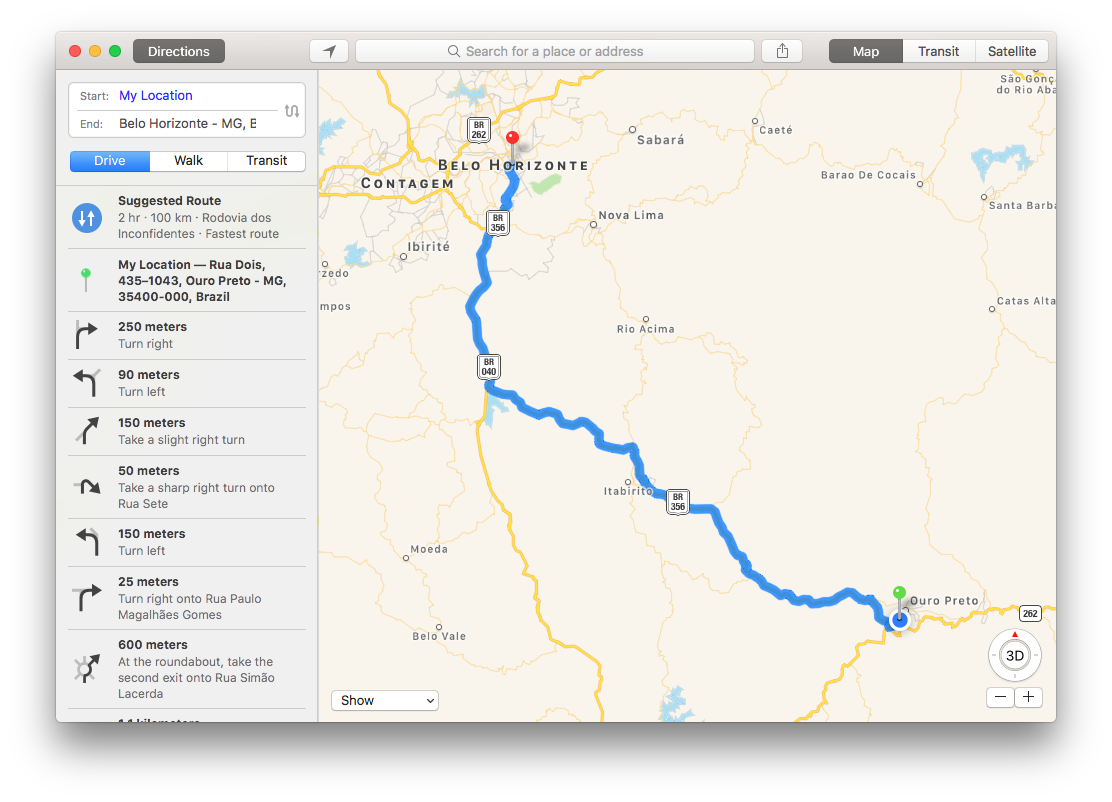 Directions
Search for a place or address
Map
Transit
Satellite
Start: My Location
End: Belo Horizonte - MG, B
Drive
Walk
Transit
Suggested Route
2 hr · 100 km · Rodovia dos
Inconfidentes · Fastest route
My Location — Rua Dois,
435–1043, Ouro Preto - MG,
35400-000, Brazil
250 meters
Turn right
90 meters
Turn left
150 meters
Take a slight right turn
50 meters
Take a sharp right turn onto
Rua Sete
150 meters
Turn left
25 meters
Turn right onto Rua Paulo
Magalhães Gomes
600 meters
At the roundabout, take the
second exit onto Rua Simão
Lacerda
1.1 kilometers
São Gonç
do Rio Aba
BR
262
Sabará
Caeté
BELO HORIZONTE
CONTAGEM
Barao De Cocais
Santa Barba
BR
356
Nova Lima
Ibirité
rzedo
mpos
Catas Alta
Rio Acima
BR
040
Itabirito
BR
356
Moeda
Ouro Preto
262
Belo Vale
3D
Show